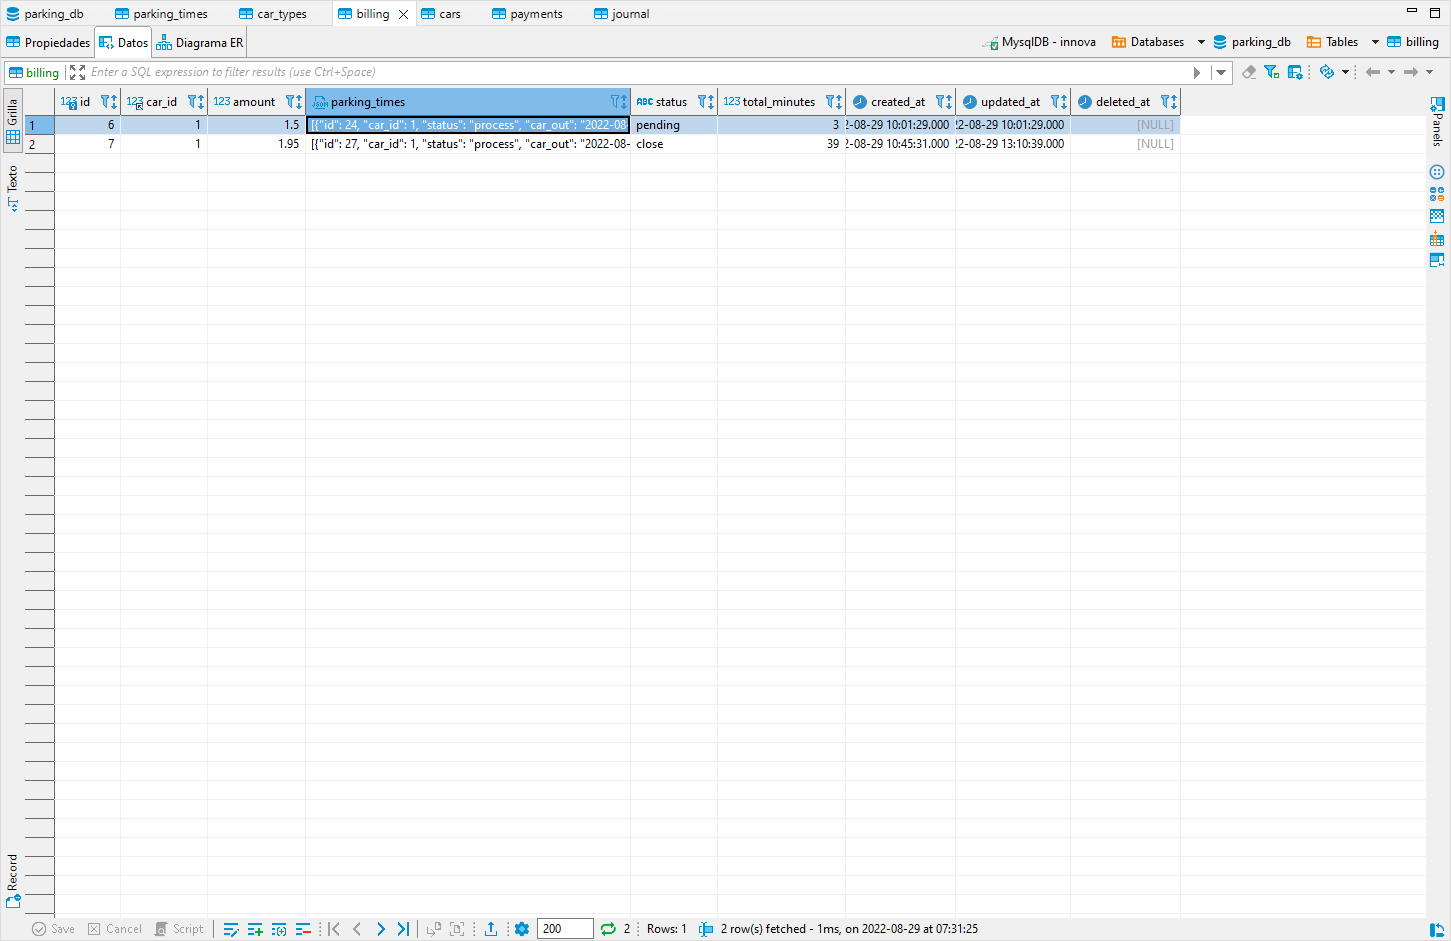 parking_db parking_times car_types billing cars payments journal
Propiedades Datos Diagrama ER MysqlDB - innova Databases parking_db Tables billing
billing Enter a SQL expression to filter results (use Ctrl+Space)
Grilla
Texto
Record
Panels
123 id 123 car_id 123 amount JSON parking_times ABC status 123 total_minutes created_at updated_at deleted_at
1 6 1 1.5 [{"id": 24, "car_id": 1, "status": "process", "car_out": "2022-08- pending 3 2-08-29 10:01:29.000 22-08-29 10:01:29.000 [NULL]
2 7 1 1.95 [{"id": 27, "car_id": 1, "status": "process", "car_out": "2022-08- close 39 2-08-29 10:45:31.000 22-08-29 13:10:39.000 [NULL]
Save Cancel Script 200 2 Rows: 1 2 row(s) fetched - 1ms, on 2022-08-29 at 07:31:25